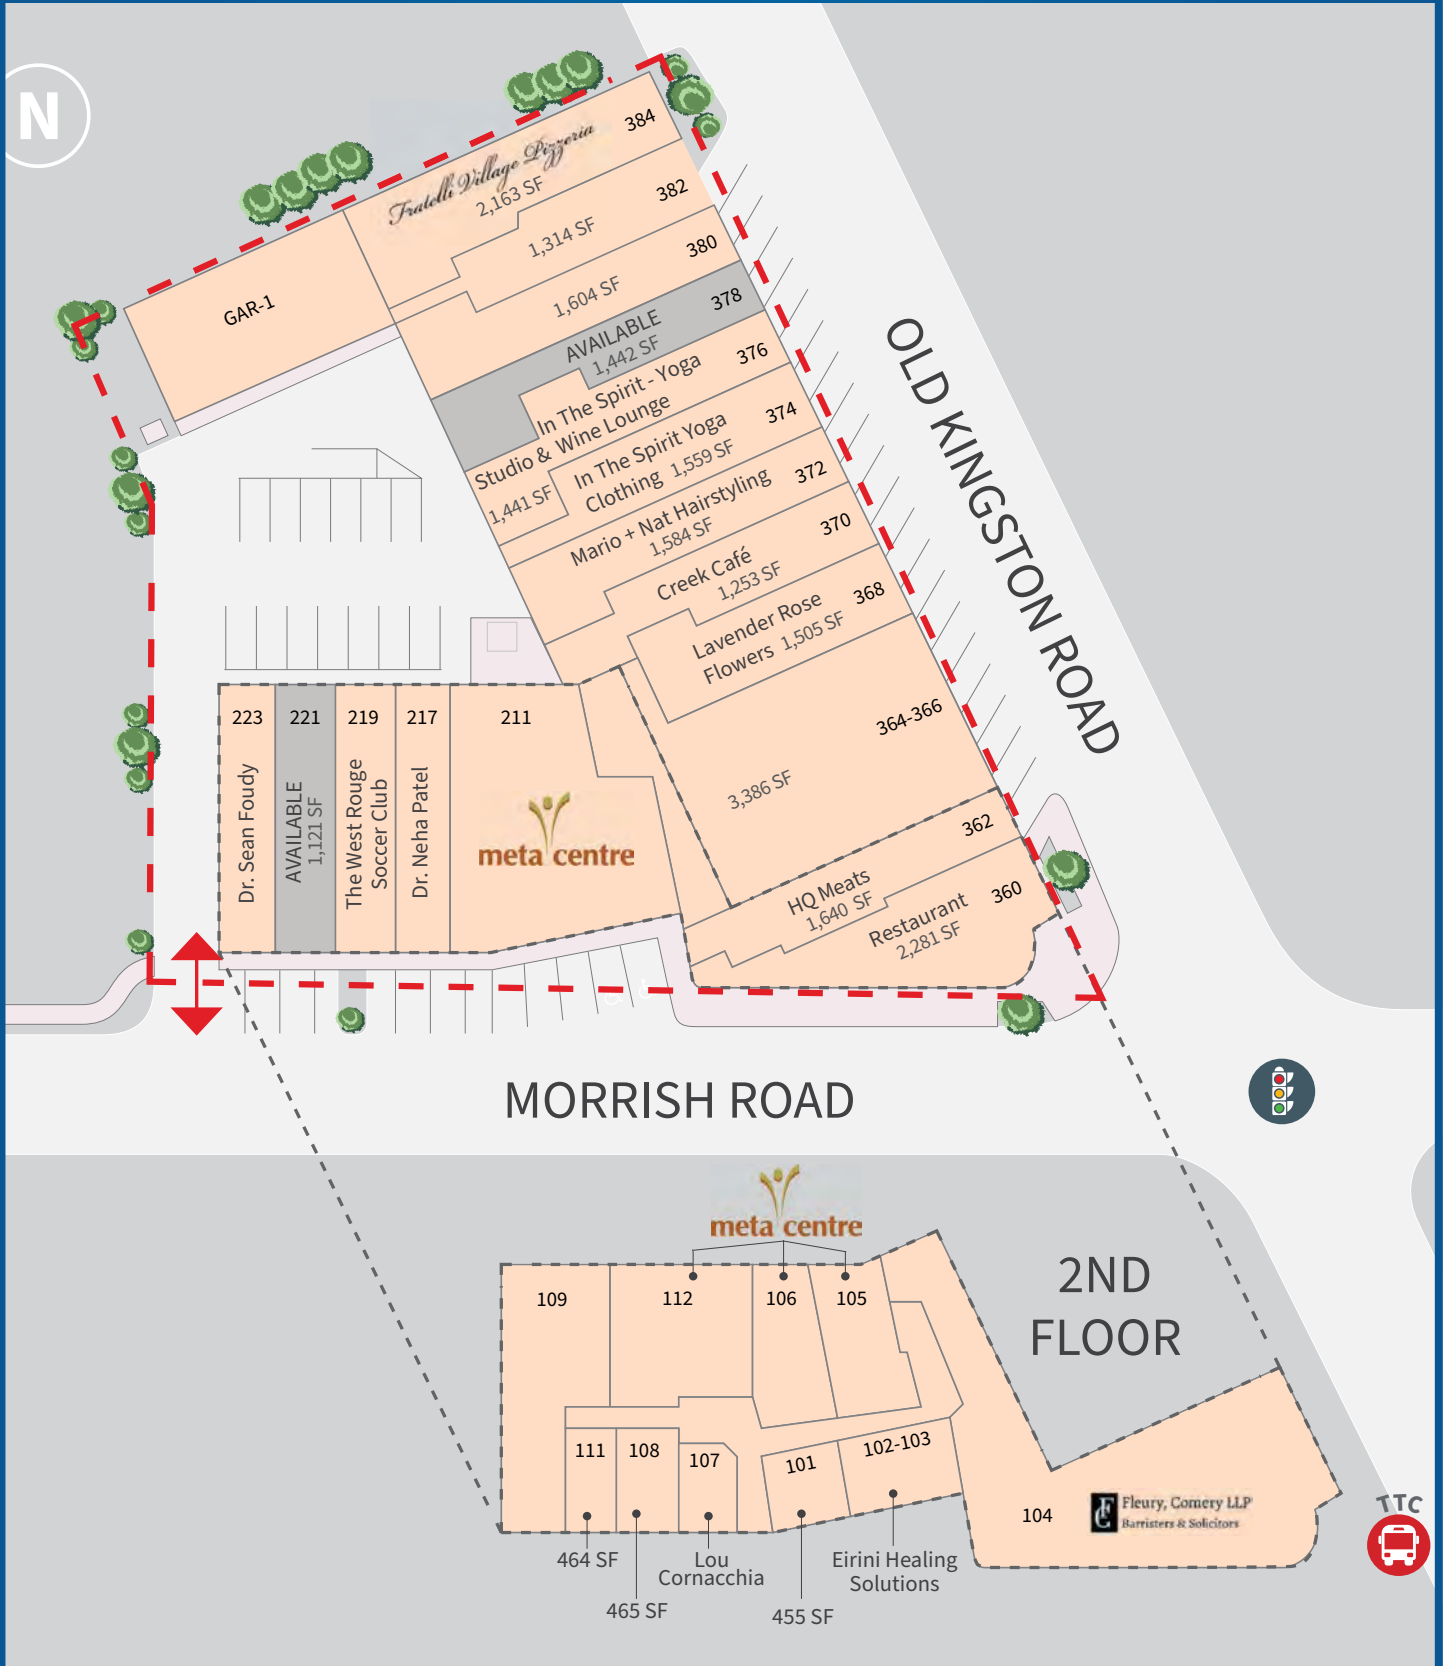 N
384
Fratelli Village Pizzeria
2,163 SF
382
1,314 SF
380
1,604 SF
378
AVAILABLE
1,442 SF
GAR-1
376
In The Spirit - Yoga
Studio & Wine Lounge
1,441 SF
374
In The Spirit Yoga
Clothing 1,559 SF
372
Mario + Nat Hairstyling
1,584 SF
370
Creek Café
1,253 SF
368
Lavender Rose
Flowers 1,505 SF
364-366
3,386 SF
362
HQ Meats
1,640 SF
360
Restaurant
2,281 SF
OLD KINGSTON ROAD
223
Dr. Sean Foudy
221
AVAILABLE
1,121 SF
219
The West Rouge
Soccer Club
217
Dr. Neha Patel
211
meta centre
MORRISH ROAD
meta centre
2ND
FLOOR
109
112
106
105
111
108
107
101
102-103
104
Fleury, Comery LLP
Barristers & Solicitors
464 SF
465 SF
Lou
Cornacchia
455 SF
Eirini Healing
Solutions
TTC